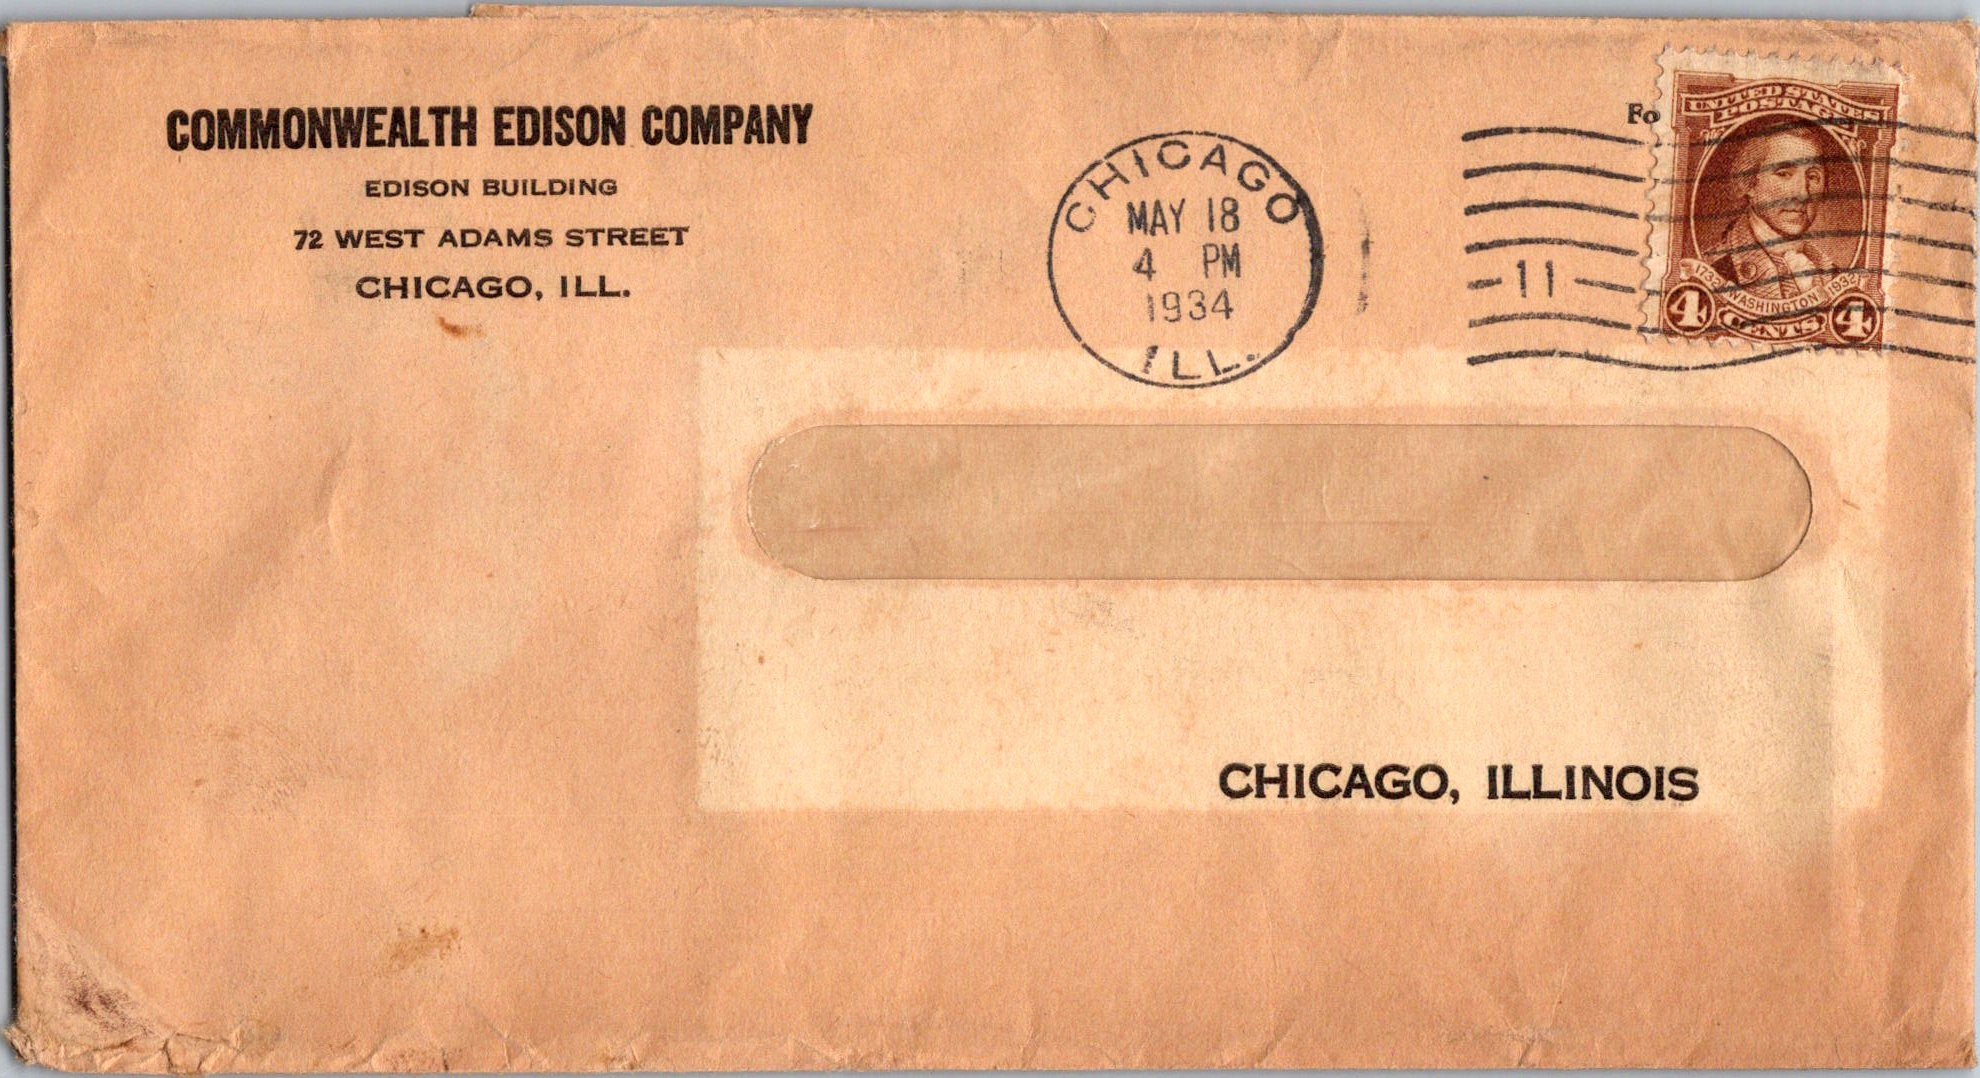 COMMONWEALTH EDISON COMPANY
EDISON BUILDING
72 WEST ADAMS STREET
CHICAGO, ILL.
CHICAGO
MAY 18
4 PM
1934
ILL.
11
Fo
UNITED STATES
POSTAGE
1732 WASHINGTON 1932
4 CENTS 4
CHICAGO, ILLINOIS